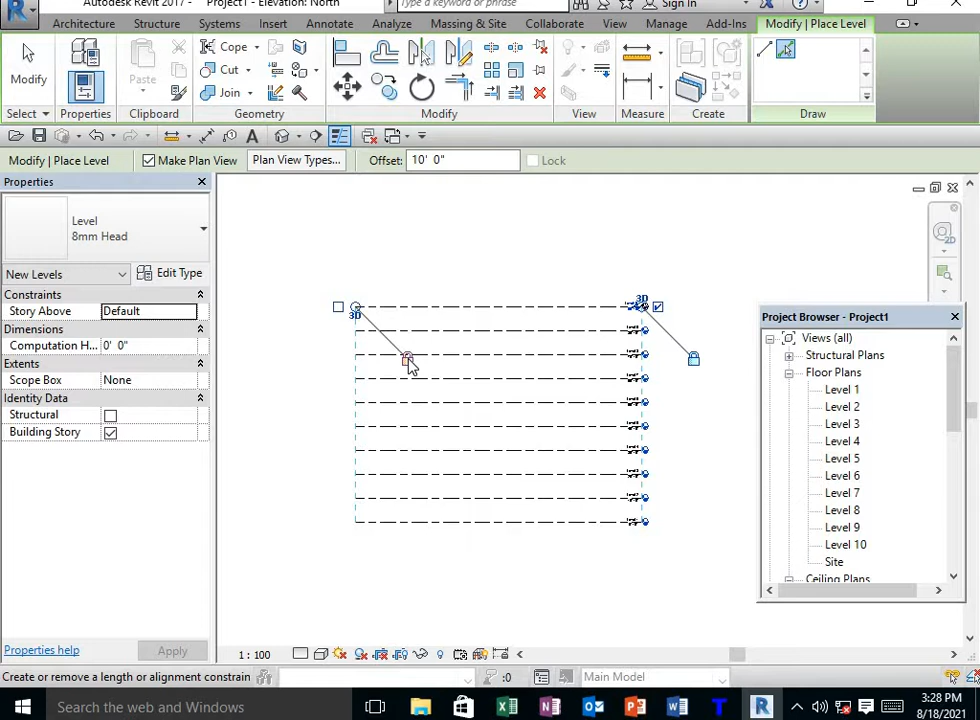 Autodesk Revit 2017 - Project1 - Elevation: North
Type a keyword or phrase
Sign In
Architecture Structure Systems Insert Annotate Analyze Massing & Site Collaborate View Manage Add-Ins Modify | Place Level
Modify
Properties
Paste
Cope
Cut
Join
Select Properties Clipboard Geometry Modify View Measure Create Draw
Modify | Place Level
Make Plan View
Plan View Types...
Offset: 10' 0"
Lock
Properties
Level
8mm Head
New Levels
Edit Type
Constraints
Story Above Default
Dimensions
Computation H... 0' 0"
Extents
Scope Box None
Identity Data
Structural
Building Story
Properties help
Apply
3D
3D
2D
Project Browser - Project1
Views (all)
Structural Plans
Floor Plans
Level 1
Level 2
Level 3
Level 4
Level 5
Level 6
Level 7
Level 8
Level 9
Level 10
Site
Ceiling Plans
1 : 100
Create or remove a length or alignment constrain
:0
Main Model
Search the web and Windows
3:28 PM
8/18/2021